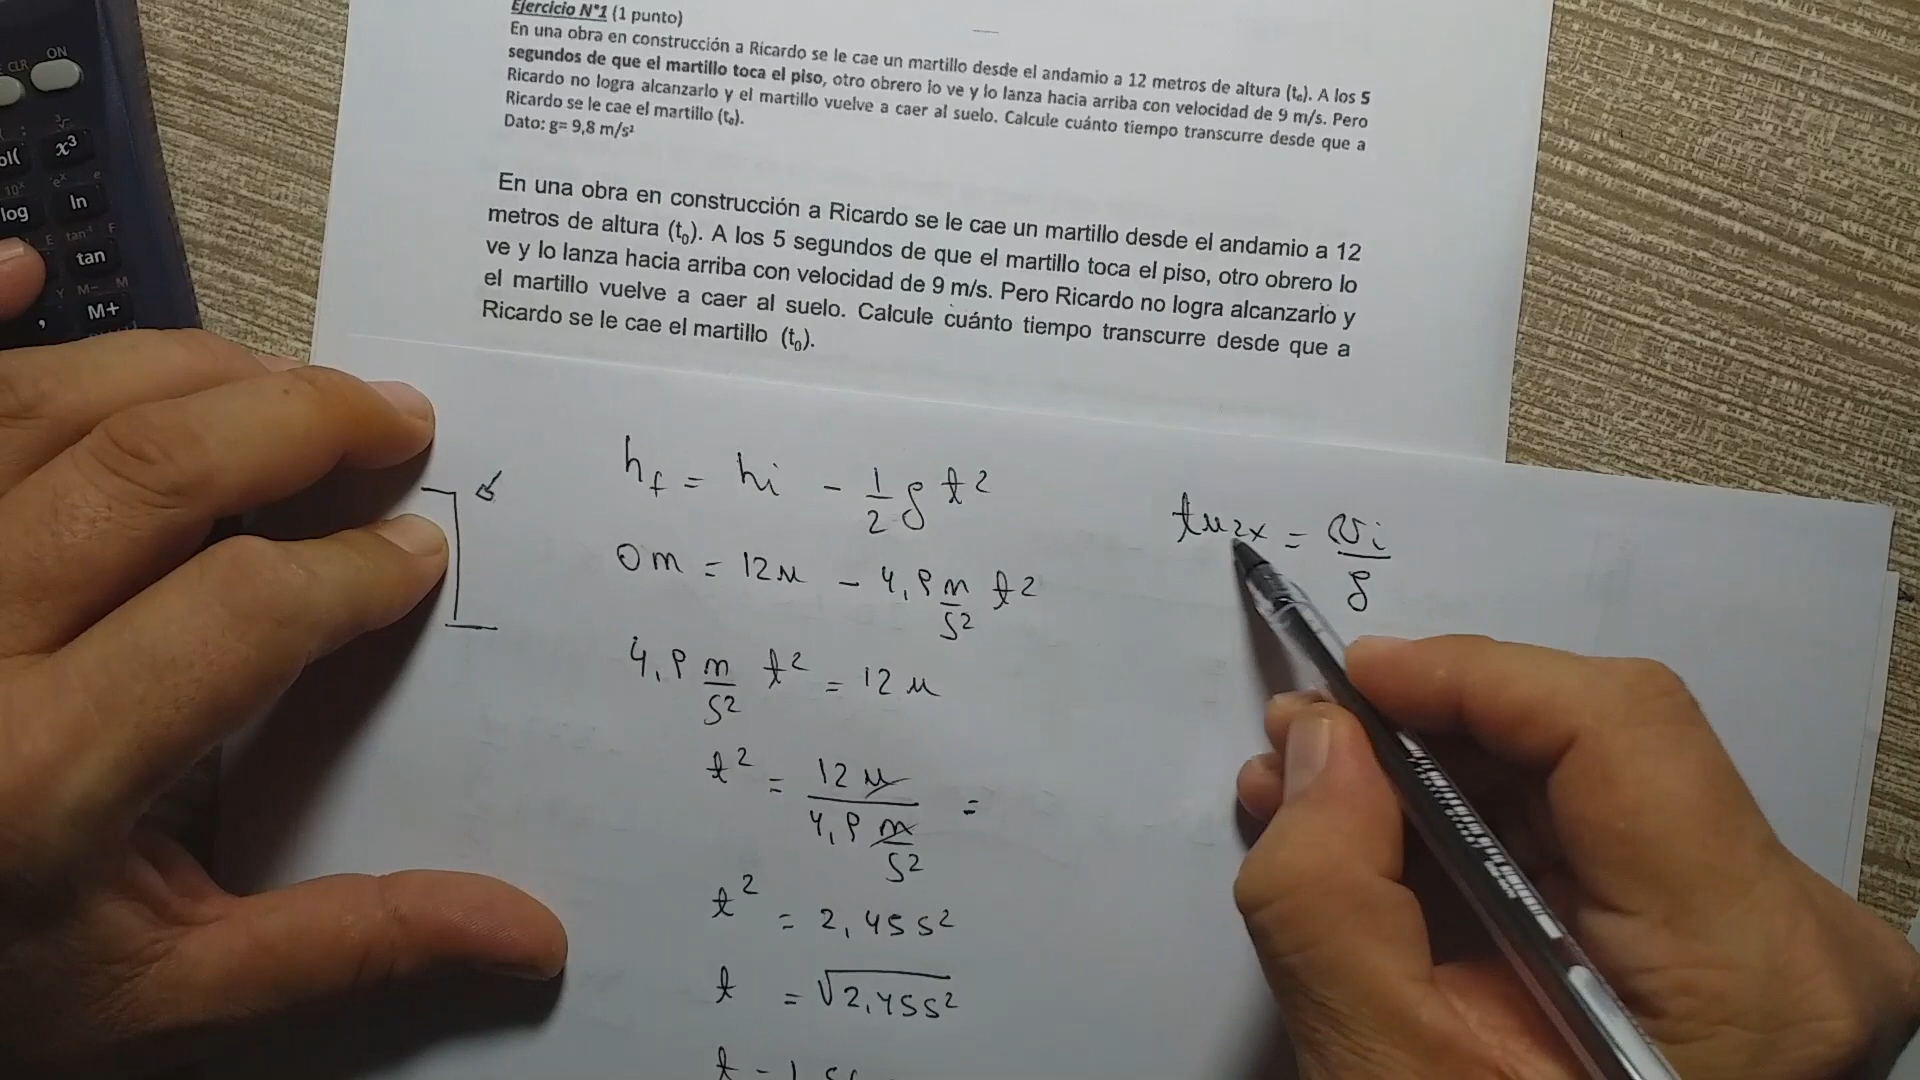 Ejercicio N°1 (1 punto)
En una obra en construcción a Ricardo se le cae un martillo desde el andamio a 12 metros de altura (t₀). A los 5
segundos de que el martillo toca el piso, otro obrero lo ve y lo lanza hacia arriba con velocidad de 9 m/s. Pero
Ricardo no logra alcanzarlo y el martillo vuelve a caer al suelo. Calcule cuánto tiempo transcurre desde que a
Ricardo se le cae el martillo (t₀).
Dato: g= 9,8 m/s²
En una obra en construcción a Ricardo se le cae un martillo desde el andamio a 12
metros de altura (t₀). A los 5 segundos de que el martillo toca el piso, otro obrero lo
ve y lo lanza hacia arriba con velocidad de 9 m/s. Pero Ricardo no logra alcanzarlo y
el martillo vuelve a caer al suelo. Calcule cuánto tiempo transcurre desde que a
Ricardo se le cae el martillo (t₀).
hf = hi - 1/2 g t²
0m = 12m - 4,9 m/s² t²
4,9 m/s² t² = 12m
t² = 12m / 4,9 m/s² =
t² = 2,45s²
t = √2,45s²
tmax = vi/g
CLR
ON
x³
log
ln
10ˣ
eˣ
e
E
tan⁻¹
F
tan
Y
M-
M
,
M+